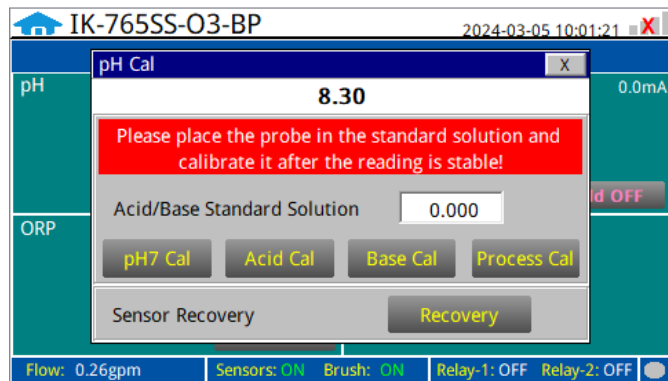 IK-765SS-O3-BP
2024-03-05 10:01:21
X
pH Cal
X
pH
8.30
0.0mA
Please place the probe in the standard solution and
calibrate it after the reading is stable!
Acid/Base Standard Solution 0.000
OFF
ORP
pH7 Cal Acid Cal Base Cal Process Cal
Sensor Recovery Recovery
Flow: 0.26gpm Sensors: ON Brush: ON Relay-1: OFF Relay-2: OFF